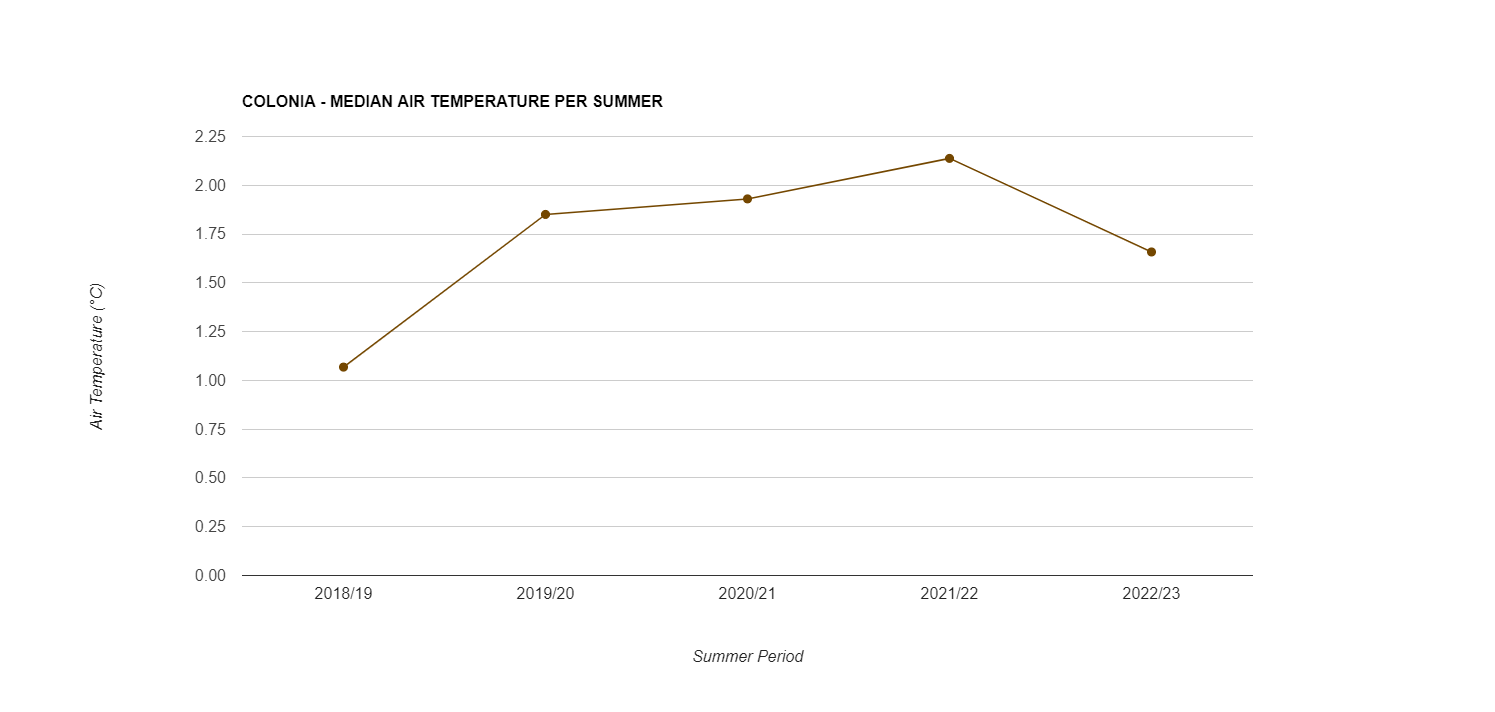 COLONIA - MEDIAN AIR TEMPERATURE PER SUMMER
2.25
2.00
1.75
1.50
1.25
1.00
0.75
0.50
0.25
0.00
Air Temperature (°C)
2018/19 2019/20 2020/21 2021/22 2022/23
Summer Period